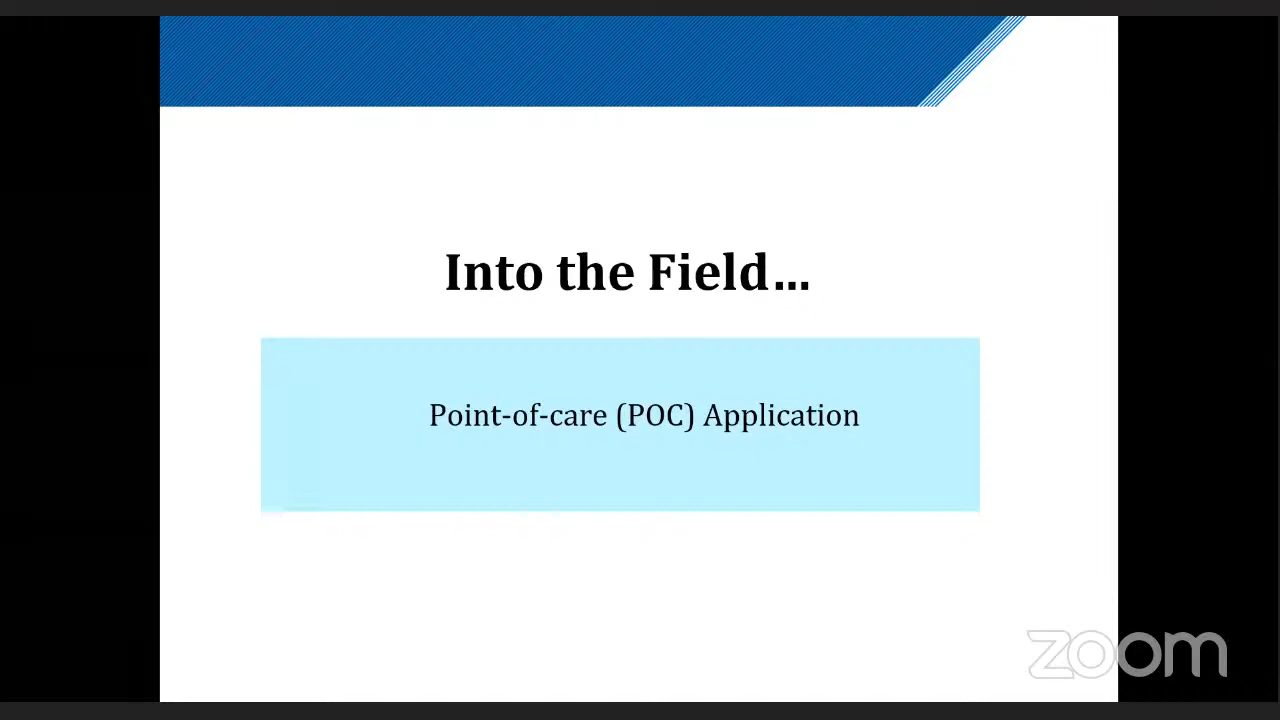 Into the Field...
Point-of-care (POC) Application
zoom